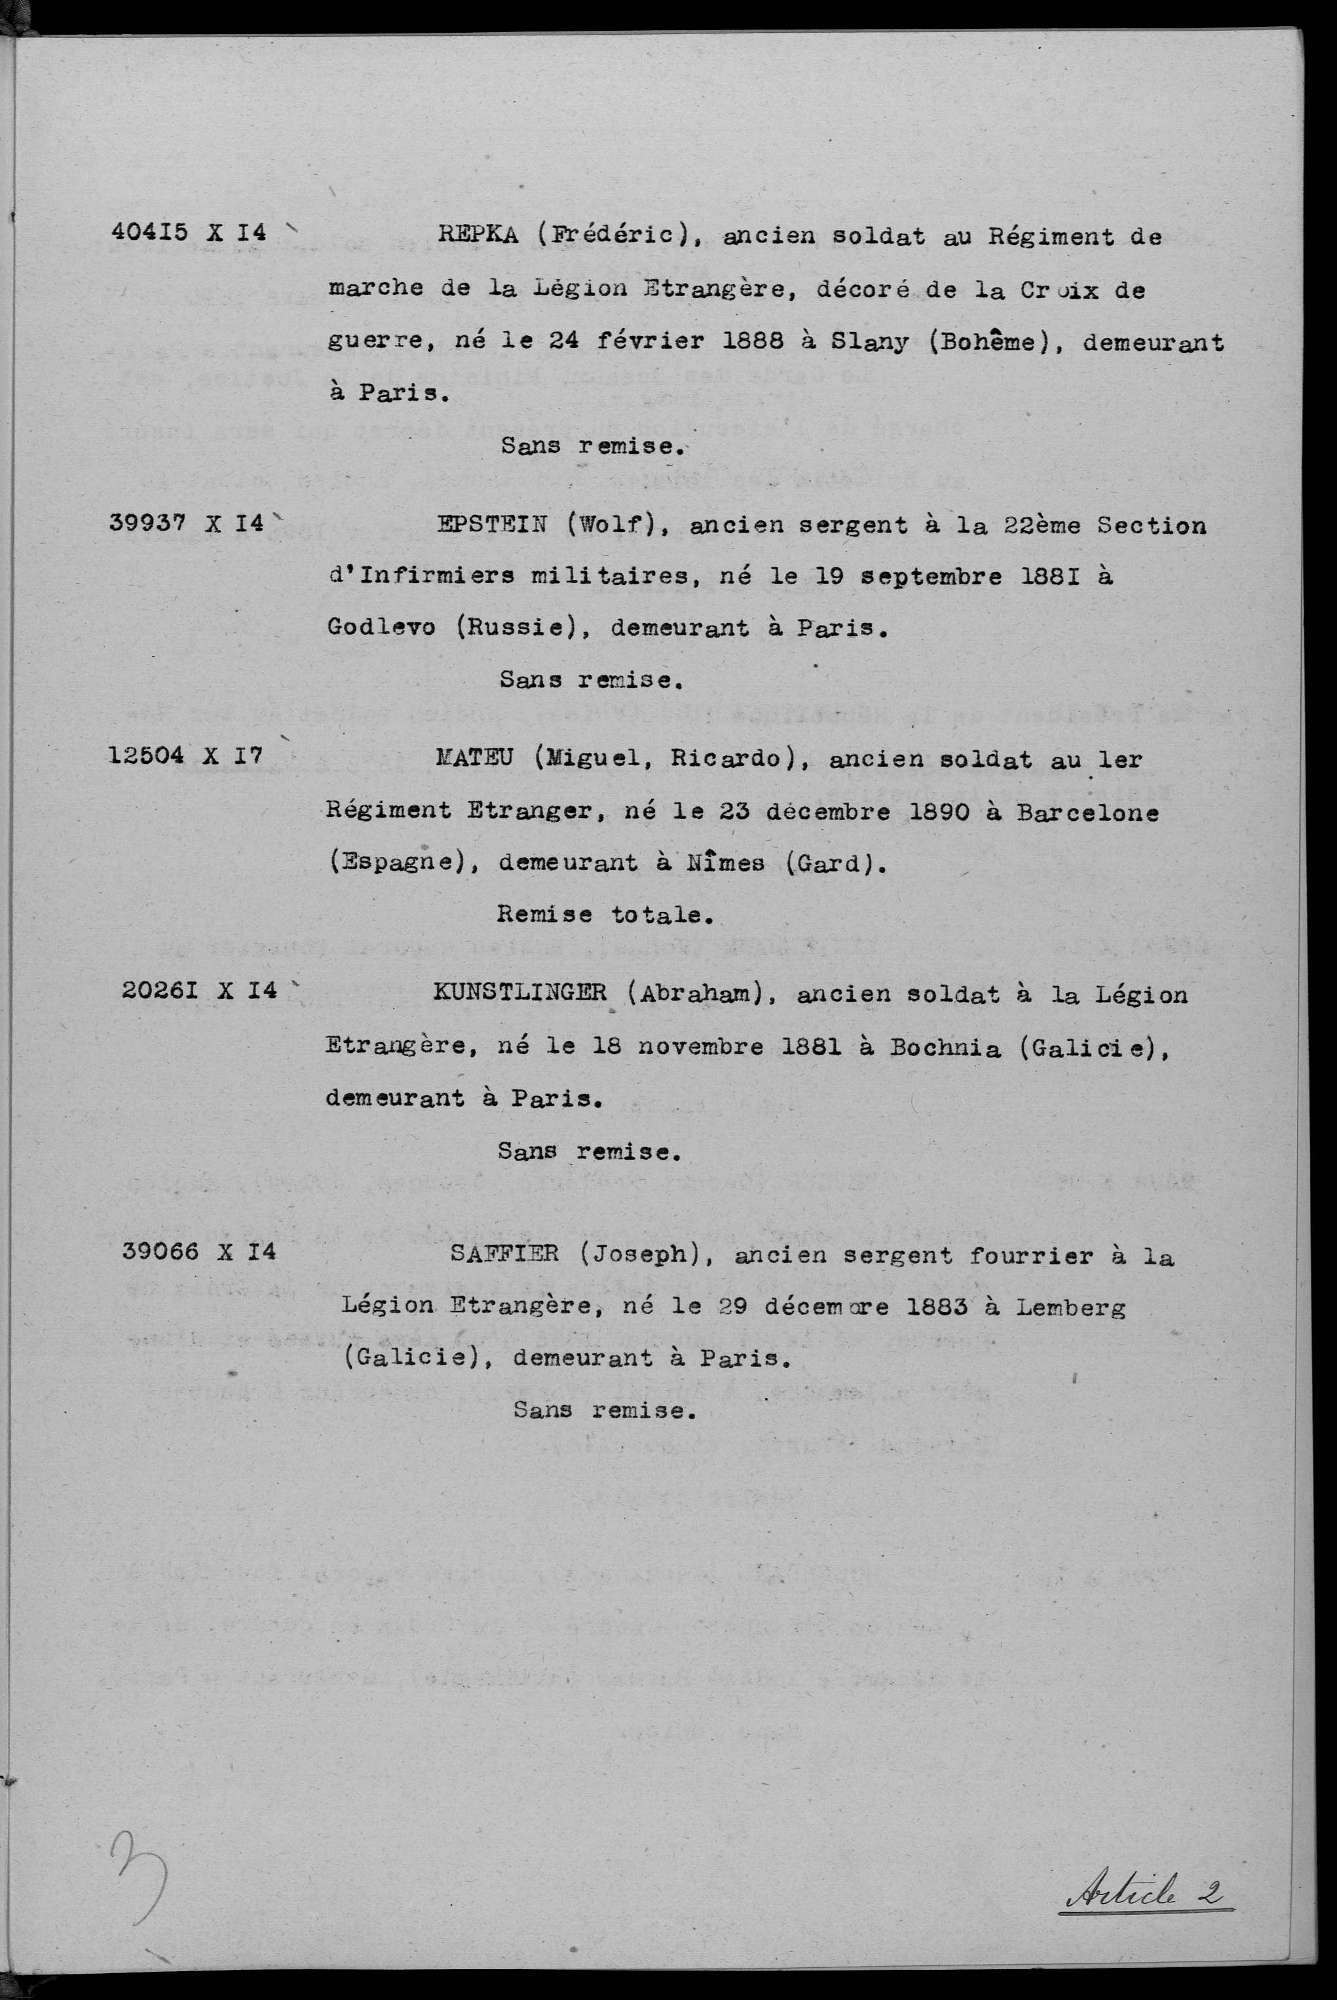 40415 X I4 REPKA (Frédéric), ancien soldat au Régiment de
marche de la Légion Etrangère, décoré de la Croix de
guerre, né le 24 février 1888 à Slany (Bohême), demeurant
à Paris.
Sans remise.
39937 X I4 EPSTEIN (Wolf), ancien sergent à la 22ème Section
d'Infirmiers militaires, né le 19 septembre 188I à
Godlevo (Russie), demeurant à Paris.
Sans remise.
12504 X I7 MATEU (Miguel, Ricardo), ancien soldat au ler
Régiment Etranger, né le 23 décembre 1890 à Barcelone
(Espagne), demeurant à Nîmes (Gard).
Remise totale.
2026I X I4 KUNSTLINGER (Abraham), ancien soldat à la Légion
Etrangère, né le 18 novembre 1881 à Bochnia (Galicie),
demeurant à Paris.
Sans remise.
39066 X I4 SAFFIER (Joseph), ancien sergent fourrier à la
Légion Etrangère, né le 29 décembre 1883 à Lemberg
(Galicie), demeurant à Paris.
Sans remise.
3
Article 2